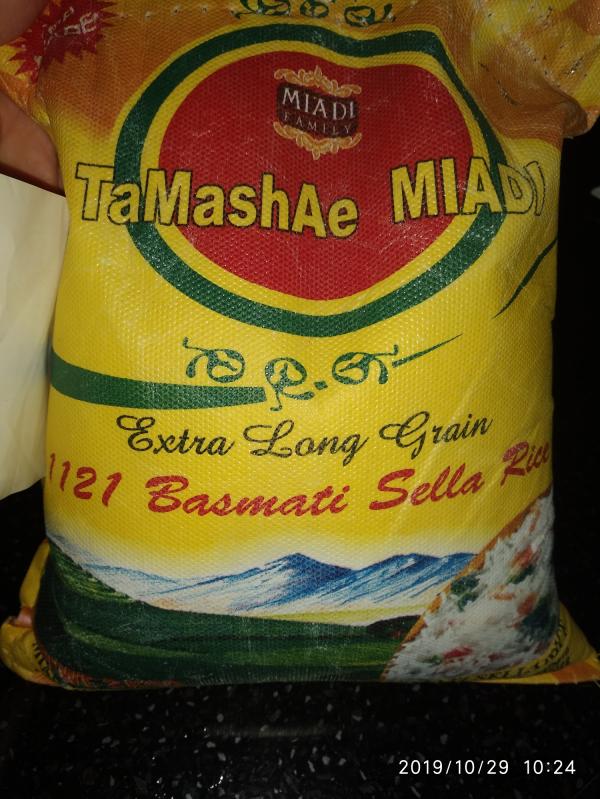 MIADI
FAMILY
TaMashAe MIADI
Extra Long Grain
1121 Basmati Sella Rice
2019/10/29 10:24